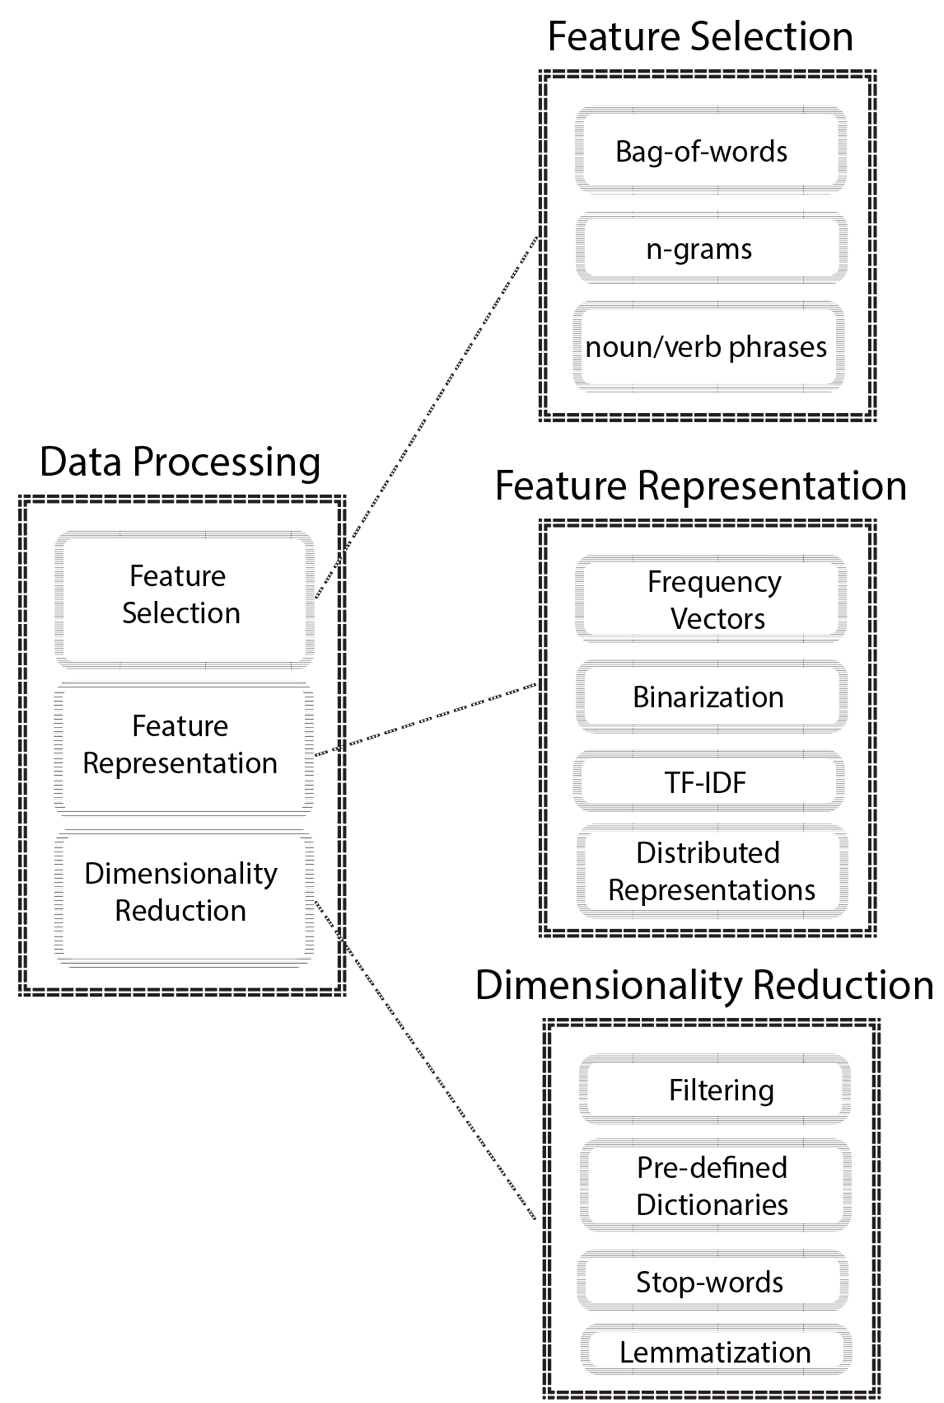 Data Processing
Feature
Selection
Feature
Representation
Dimensionality
Reduction
Feature Selection
Bag-of-words
n-grams
noun/verb phrases
Feature Representation
Frequency
Vectors
Binarization
TF-IDF
Distributed
Representations
Dimensionality Reduction
Filtering
Pre-defined
Dictionaries
Stop-words
Lemmatization